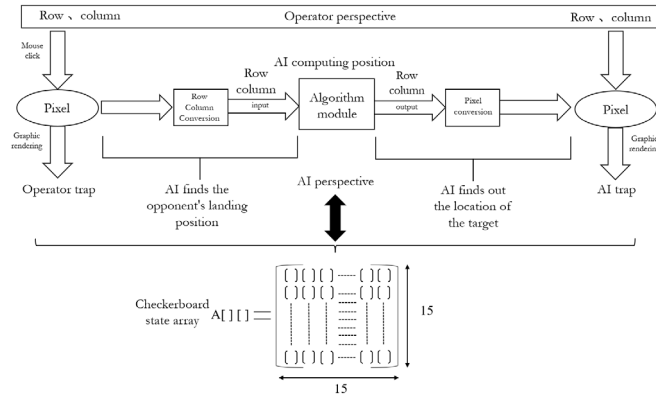 Operator perspective
Row 、 column
Row 、 column
Mouse
click
AI computing position
Row
column
Row
column
Pixel
Row
Column
Conversion
input
Algorithm
module
output
Pixel
conversion
Pixel
Graphic
rendering
Graphic
rendering
Operator trap
AI finds the
opponent's landing
position
AI perspective
AI finds out
the location of
the target
AI trap
Checkerboard
state array
A[ ] [ ]
15
15